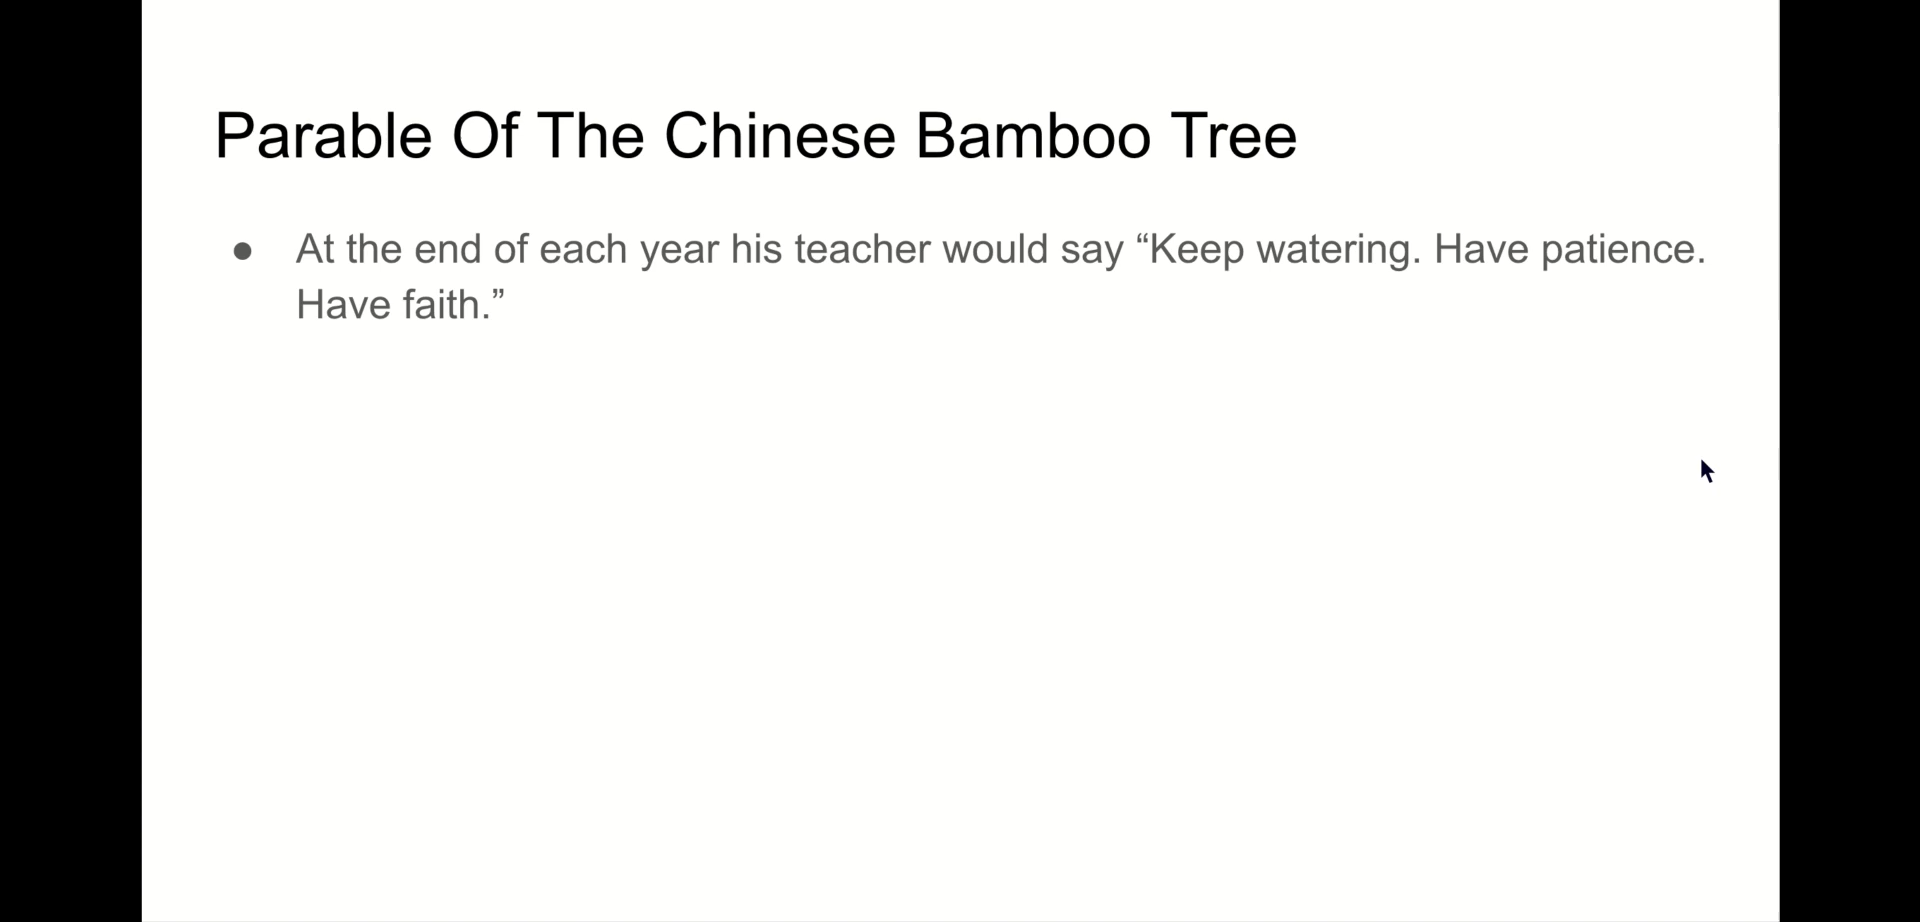 Parable Of The Chinese Bamboo Tree
● At the end of each year his teacher would say “Keep watering. Have patience.
Have faith.”